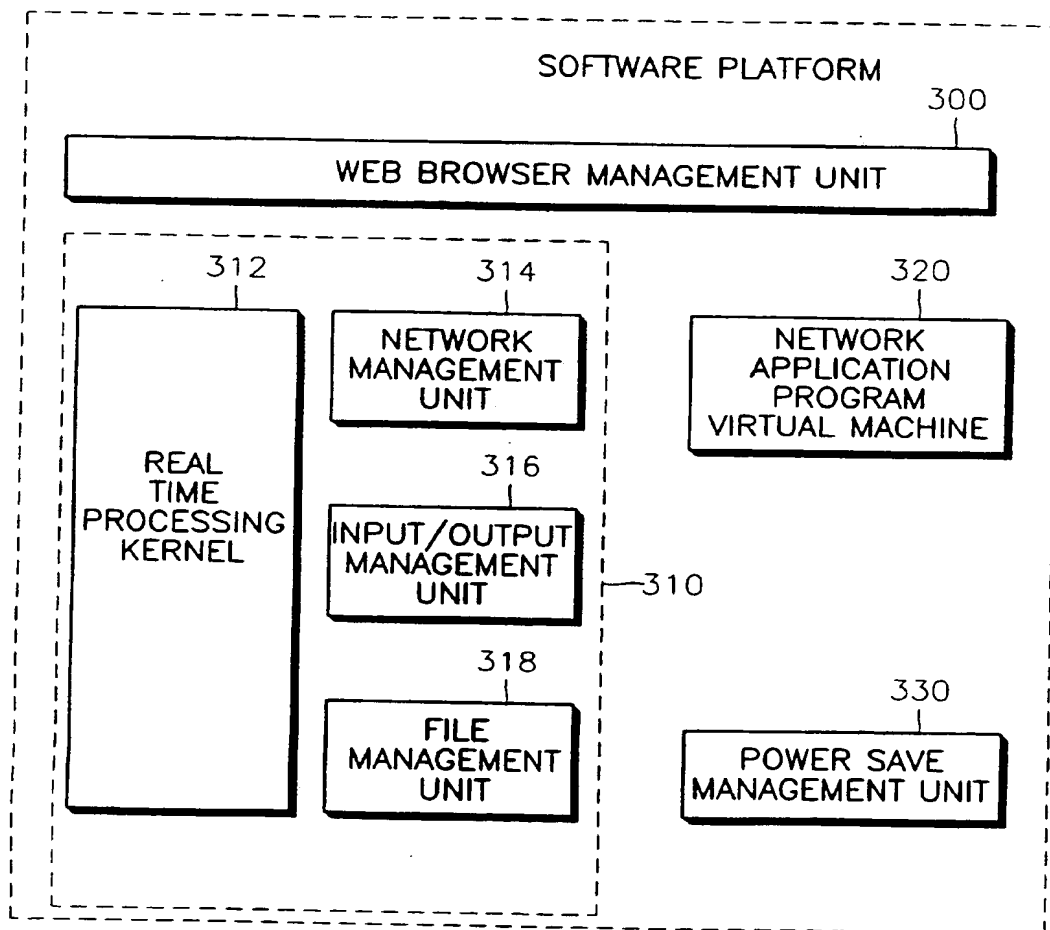 SOFTWARE PLATFORM
300
WEB BROWSER MANAGEMENT UNIT
312
REAL
TIME
PROCESSING
KERNEL
314
NETWORK
MANAGEMENT
UNIT
316
INPUT/OUTPUT
MANAGEMENT
UNIT
310
318
FILE
MANAGEMENT
UNIT
320
NETWORK
APPLICATION
PROGRAM
VIRTUAL MACHINE
330
POWER SAVE
MANAGEMENT UNIT